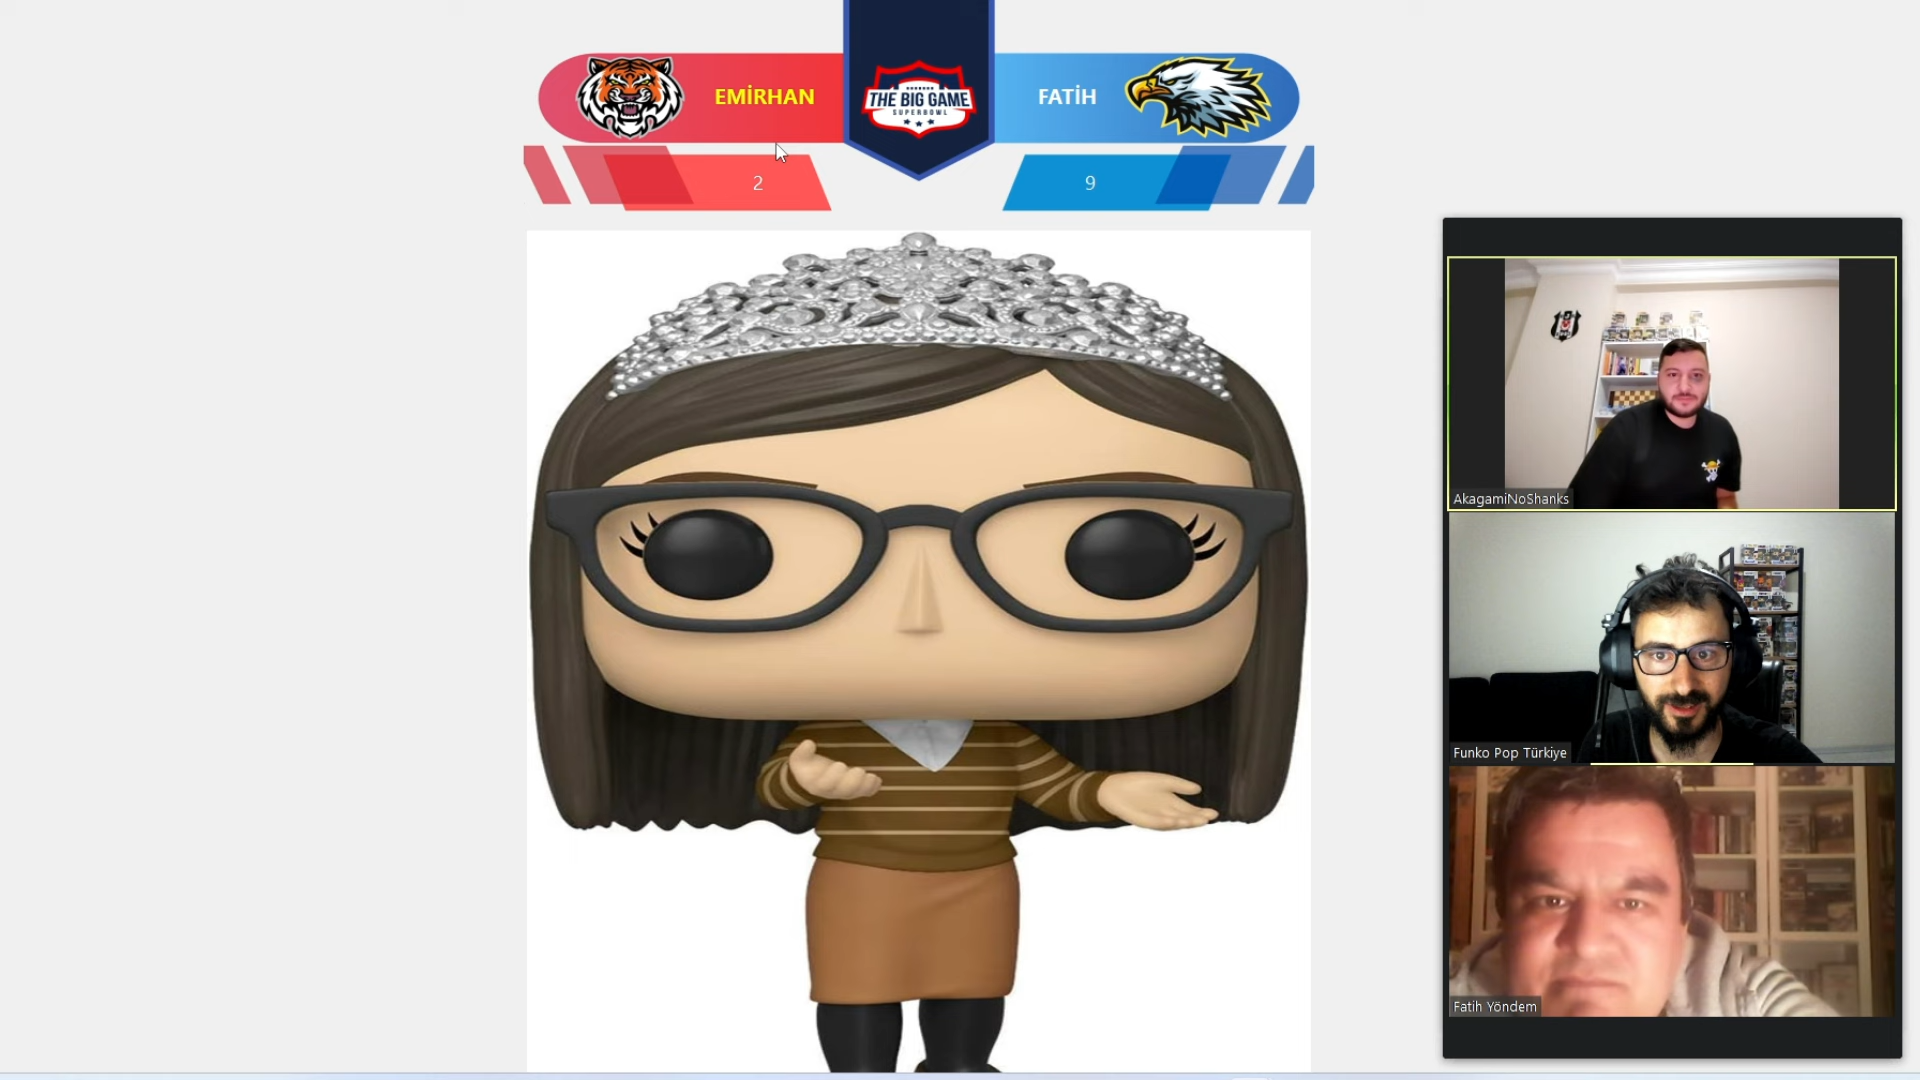 EMİRHAN
THE BIG GAME
SUPERBOWL
FATİH
2
9
AkagamiNoShanks
Funko Pop Türkiye
Fatih Yöndem